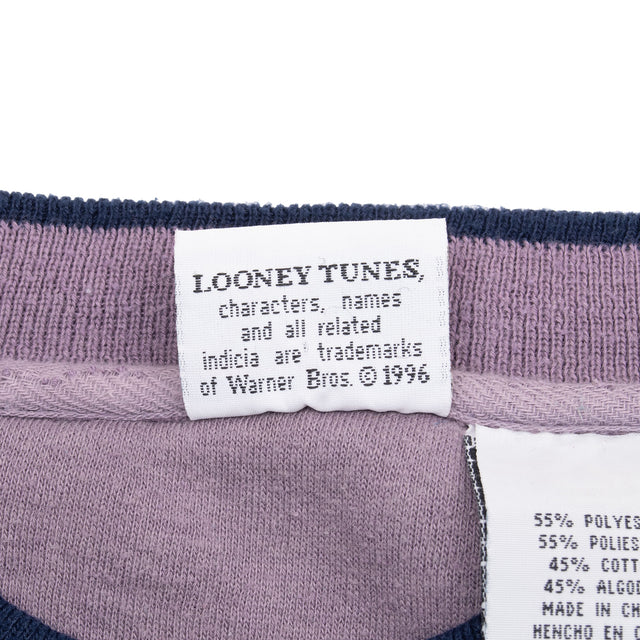 LOONEY TUNES,
characters, names
and all related
indicia are trademarks
of Warner Bros. © 1996
55% POLYES
55% POLIES
45% COTT
45% ALGOD
MADE IN CH
HENCHO EN C